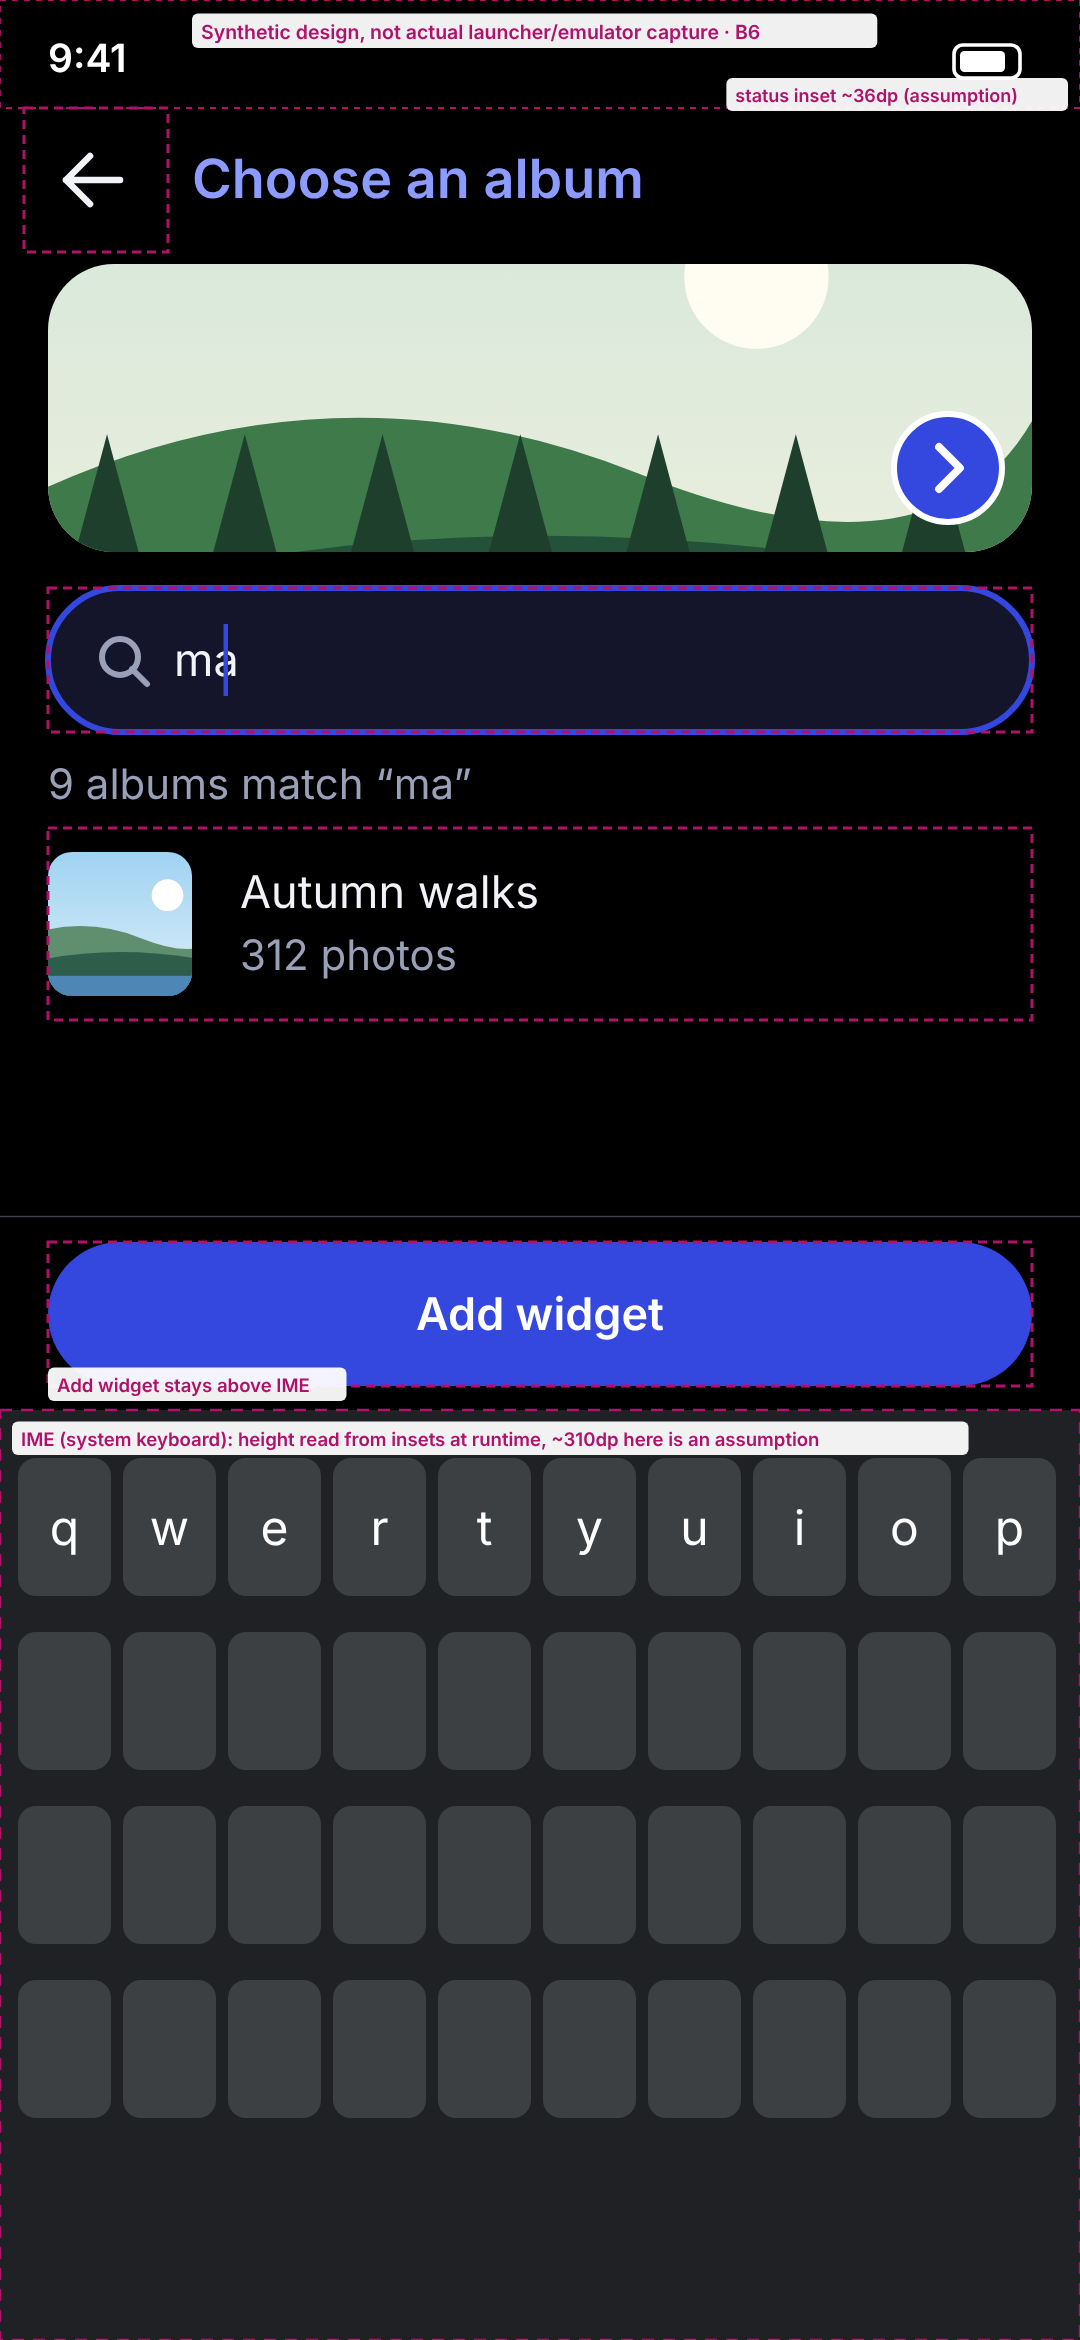 Synthetic design, not actual launcher/emulator capture · B6
9:41
status inset ~36dp (assumption)
Choose an album
ma
9 albums match “ma”
Autumn walks
312 photos
Add widget
Add widget stays above IME
IME (system keyboard): height read from insets at runtime, ~310dp here is an assumption
q w e r t y u i o p